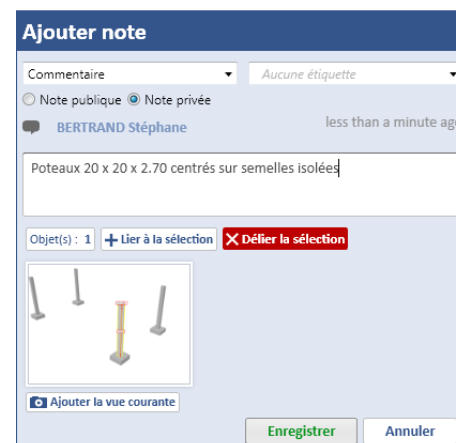 Ajouter note
Commentaire Aucune étiquette
Note publique Note privée
BERTRAND Stéphane less than a minute ago
Poteaux 20 x 20 x 2.70 centrés sur semelles isolées
Objet(s) : 1 Lier à la sélection Délier la sélection
Ajouter la vue courante
Enregistrer Annuler